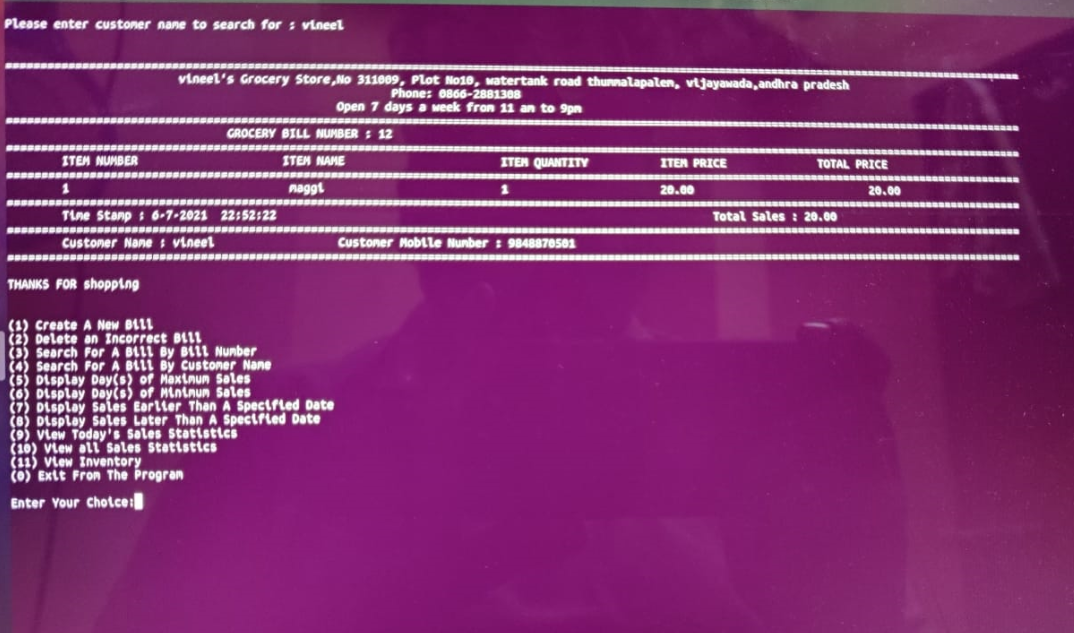 Please enter customer name to search for : vineel
vineel's Grocery Store,No 311009, Plot No10, watertank road thummalapalem, vijayawada,andhra pradesh
Phone: 0866-2881308
Open 7 days a week from 11 am to 9pm
GROCERY BILL NUMBER : 12
ITEM NUMBER ITEM NAME ITEM QUANTITY ITEM PRICE TOTAL PRICE
1 maggi 1 20.00 20.00
Time Stamp : 6-7-2021 22:52:22 Total Sales : 20.00
Customer Name : vineel Customer Mobile Number : 9848870501
THANKS FOR shopping
(1) Create A New Bill
(2) Delete an Incorrect Bill
(3) Search For A Bill By Bill Number
(4) Search For A Bill By Customer Name
(5) Display Day(s) of Maximum Sales
(6) Display Day(s) of Minimum Sales
(7) Display Sales Earlier Than A Specified Date
(8) Display Sales Later Than A Specified Date
(9) View Today's Sales Statistics
(10) View all Sales Statistics
(11) View Inventory
(0) Exit From The Program
Enter Your Choice: